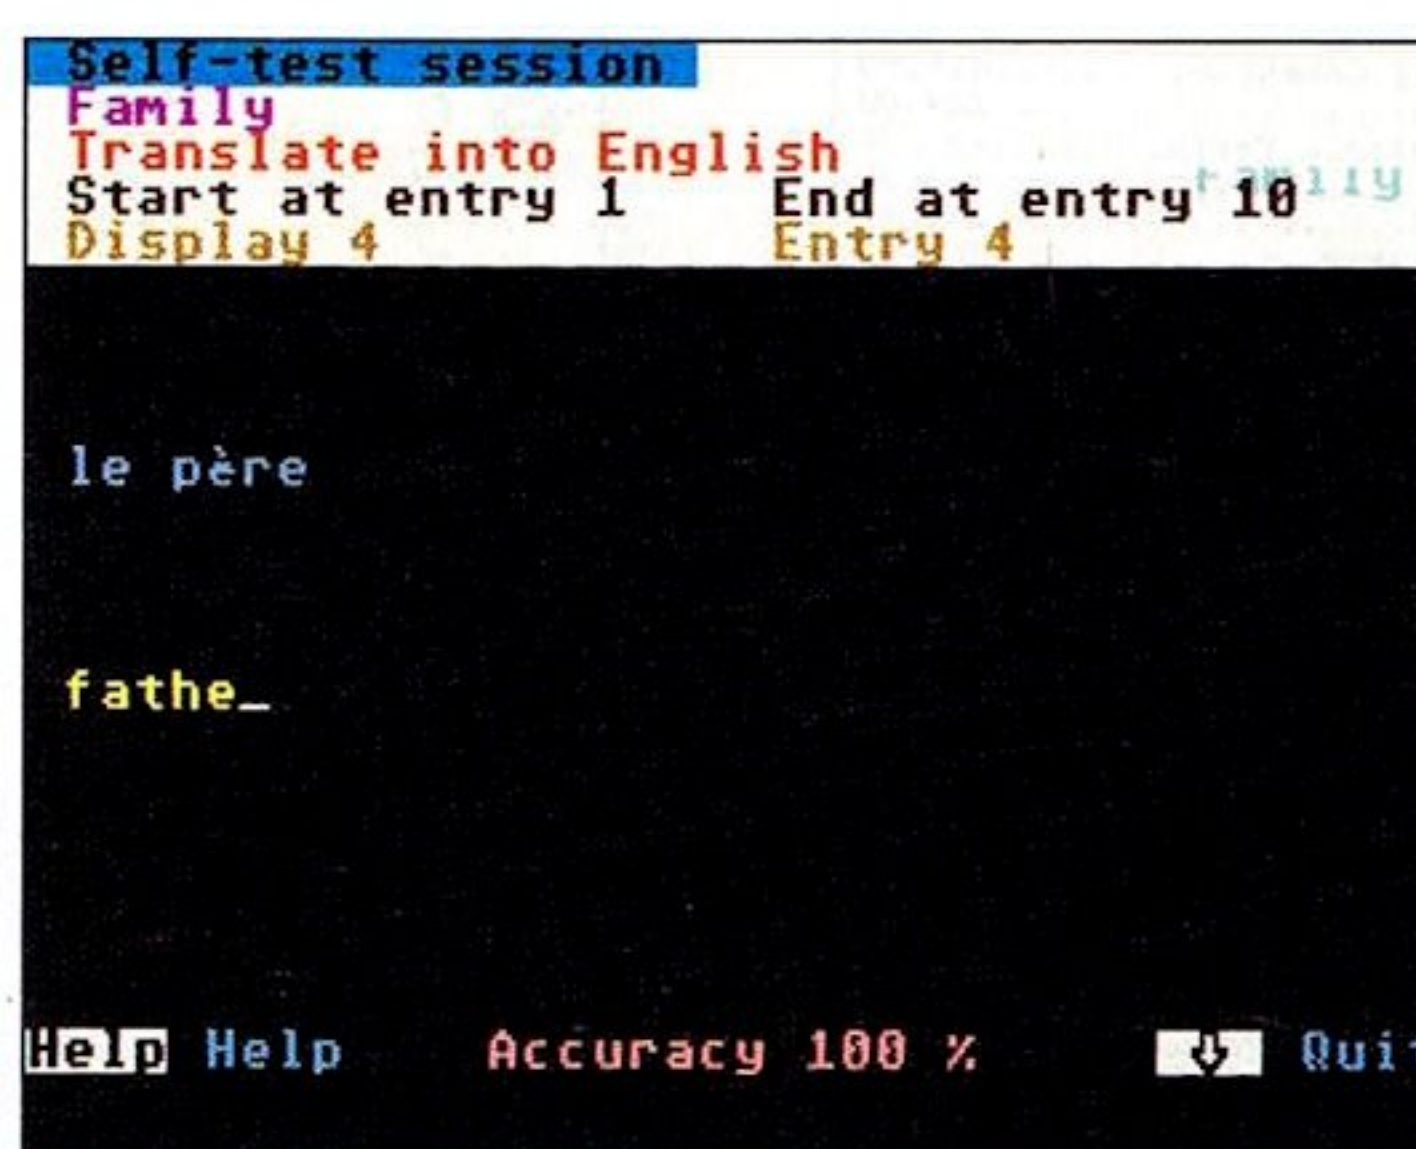 Self-test session
Family
Translate into English
Start at entry 1 End at entry 10
Display 4 Entry 4
le père
fathe_
Help Help Accuracy 100 % Qui